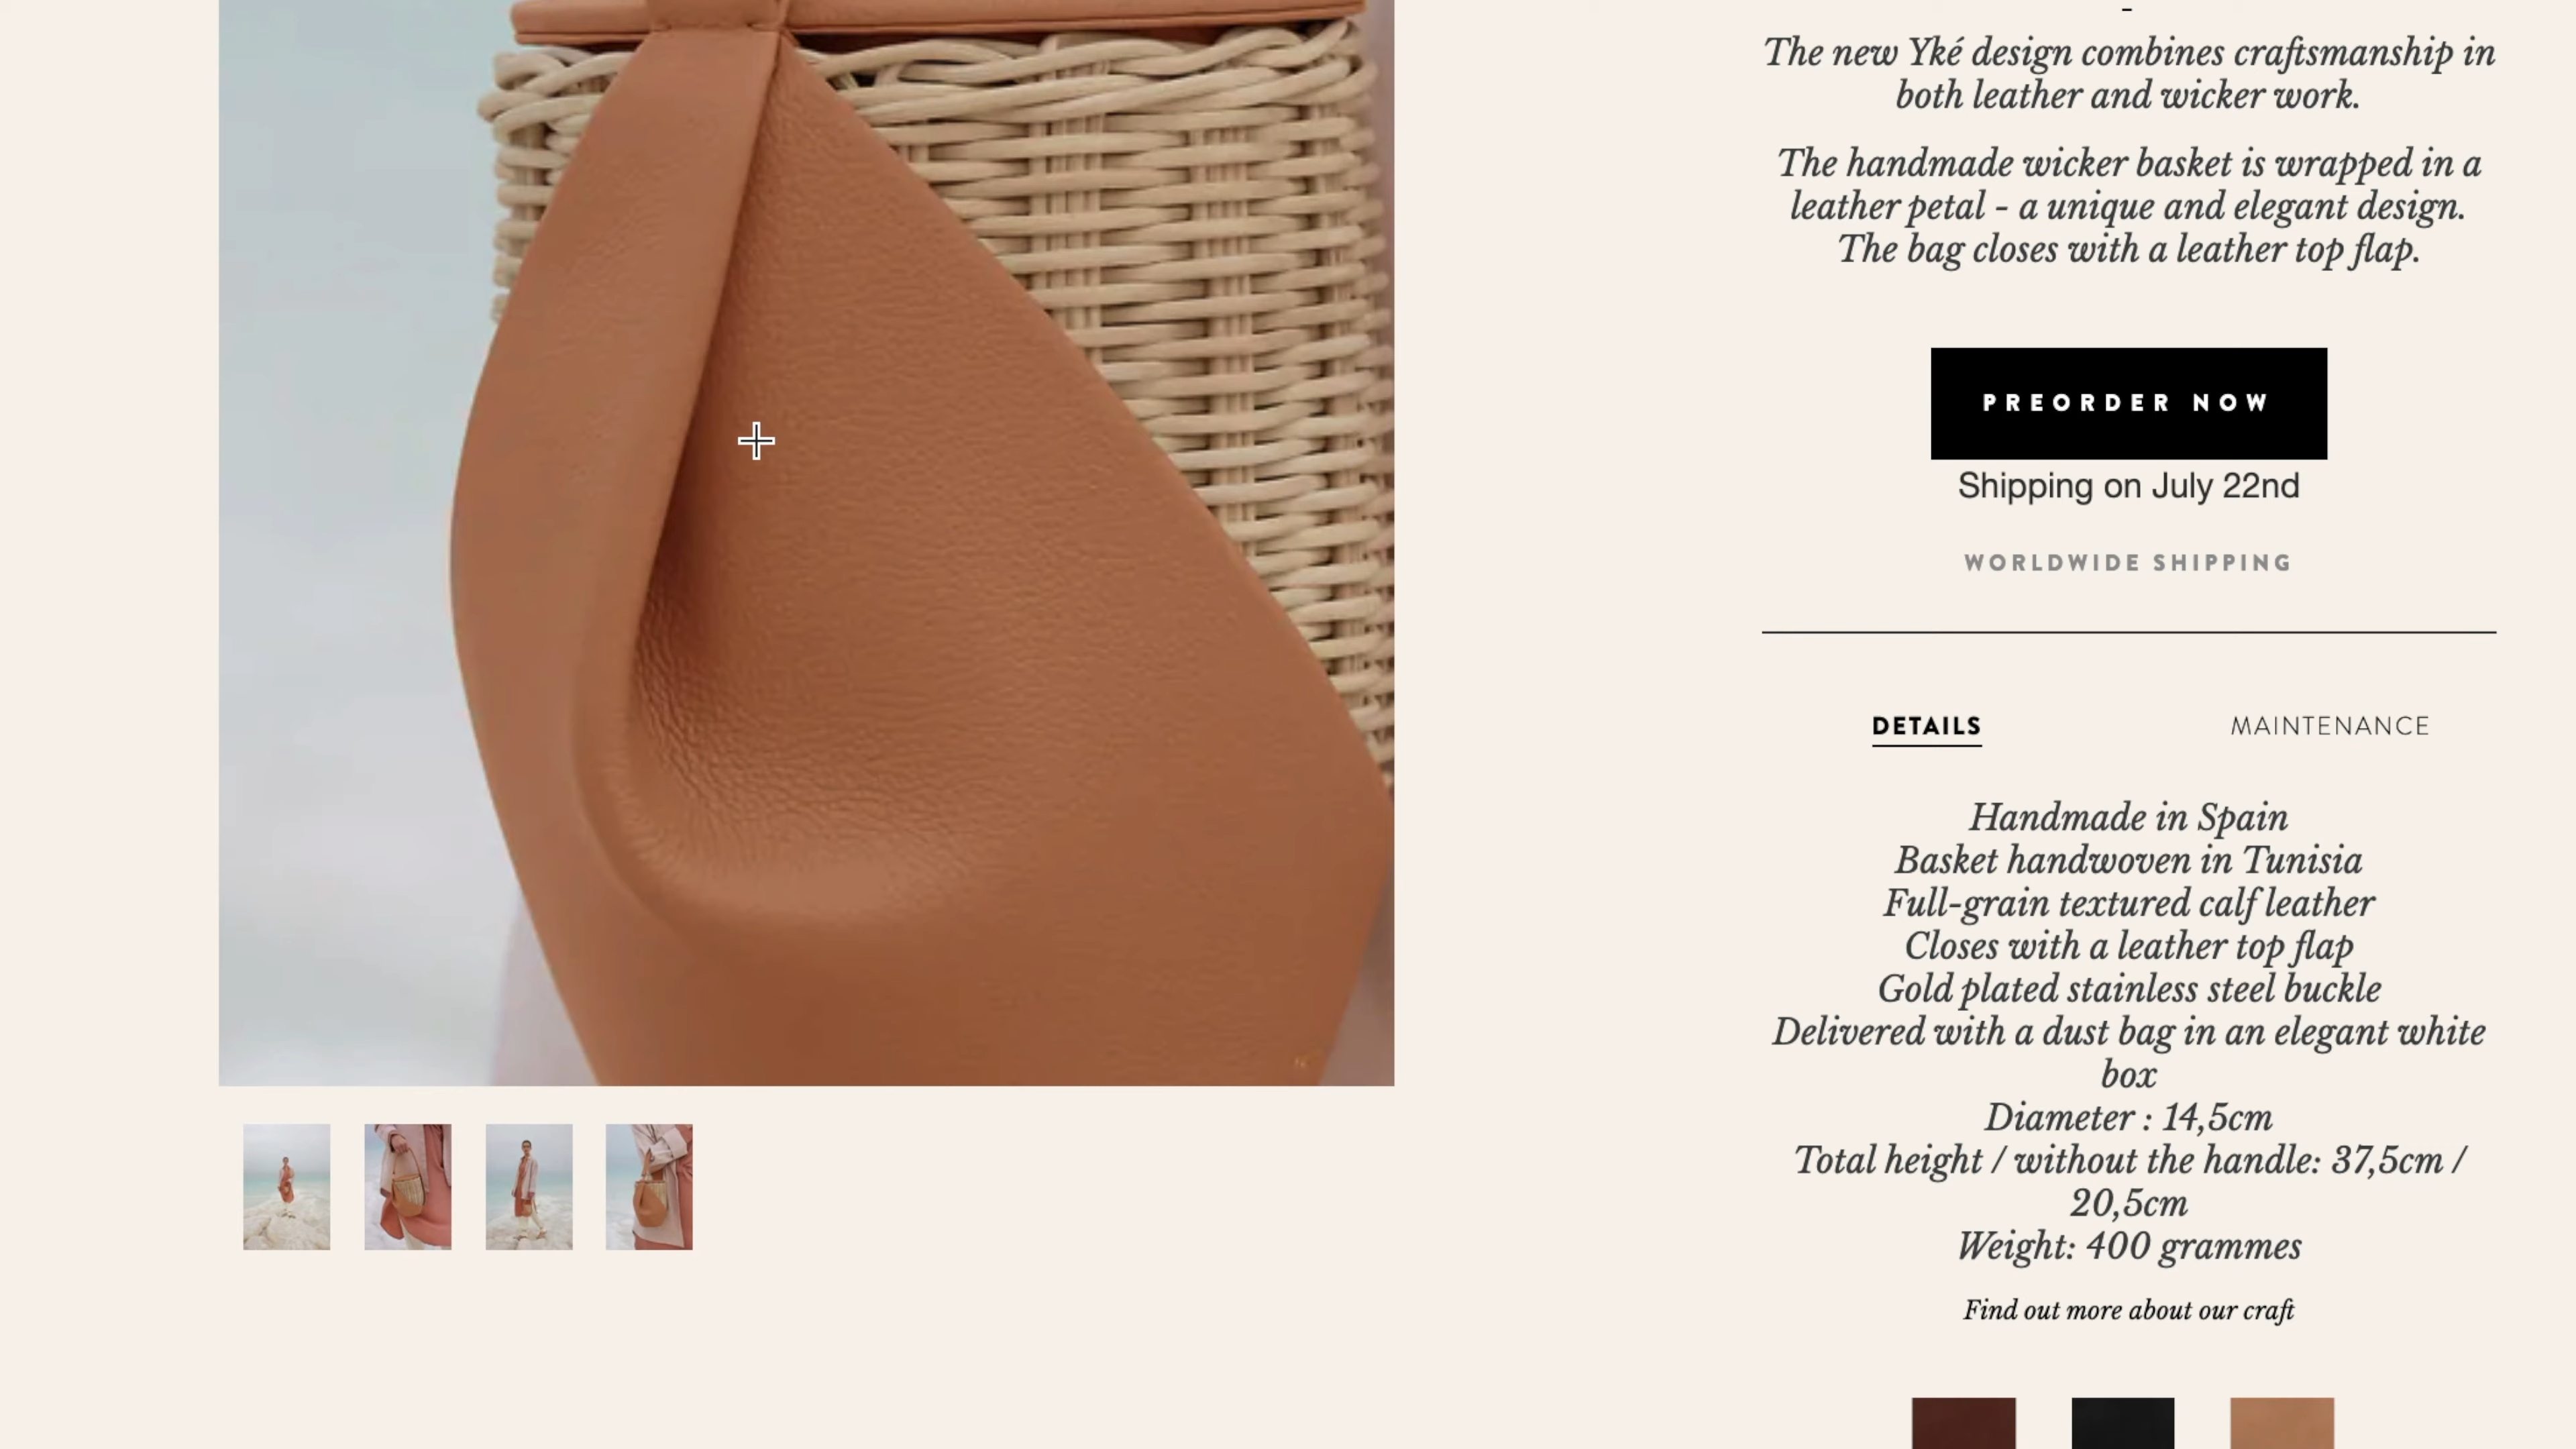 The new Yké design combines craftsmanship in
both leather and wicker work.
The handmade wicker basket is wrapped in a
leather petal - a unique and elegant design.
The bag closes with a leather top flap.
PREORDER NOW
Shipping on July 22nd
WORLDWIDE SHIPPING
DETAILS
MAINTENANCE
Handmade in Spain
Basket handwoven in Tunisia
Full-grain textured calf leather
Closes with a leather top flap
Gold plated stainless steel buckle
Delivered with a dust bag in an elegant white
box
Diameter : 14,5cm
Total height / without the handle: 37,5cm /
20,5cm
Weight: 400 grammes
Find out more about our craft